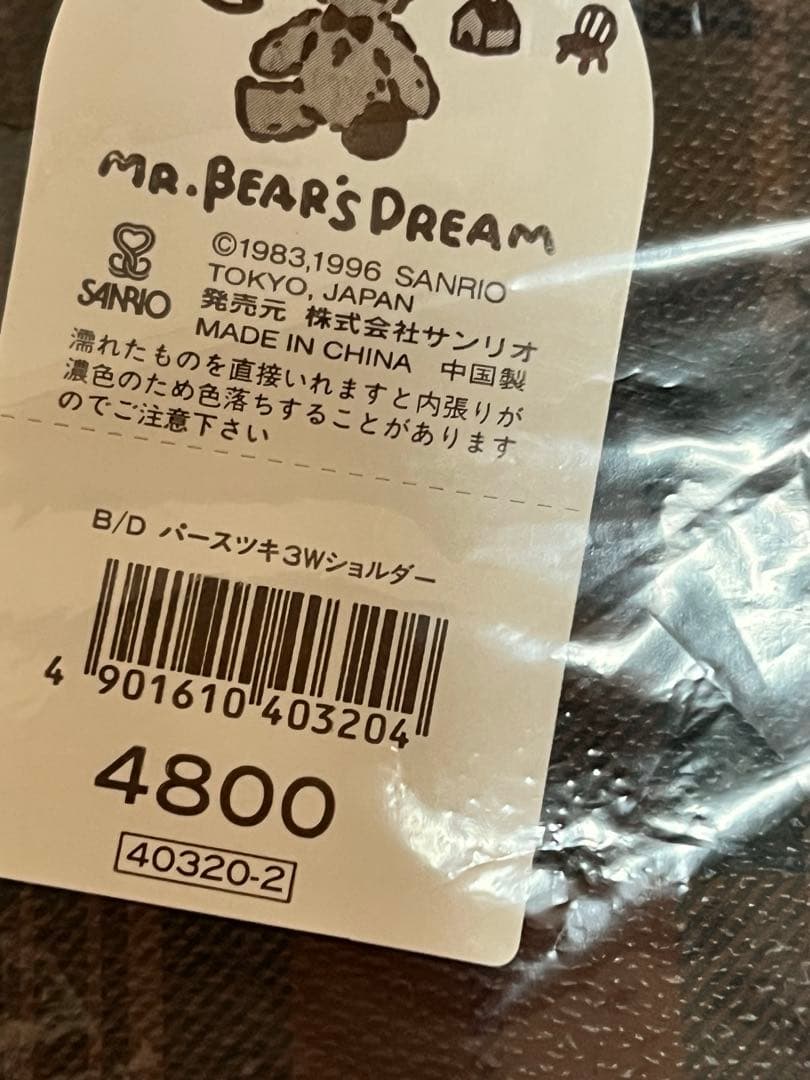 MR. BEAR'S DREAM
SANRIO
©1983,1996 SANRIO
TOKYO, JAPAN
発売元 株式会社サンリオ
MADE IN CHINA 中国製
濡れたものを直接いれますと内張りが
濃色のため色落ちすることがあります
のでご注意下さい
B/D パースツキ3Wショルダー
4 901610 403204
4800
40320-2